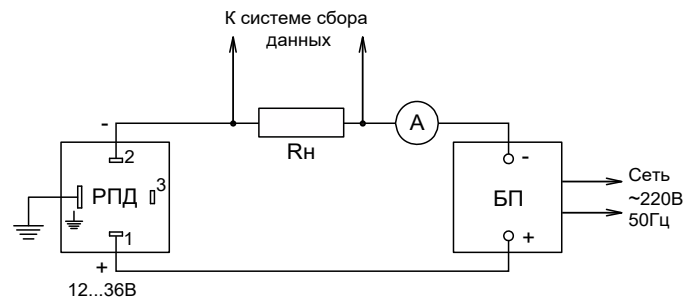 К системе сбора
данных
-
Rн
А
2
3
РПД
1
+
12...36В
-
БП
+
Сеть
~220В
50Гц